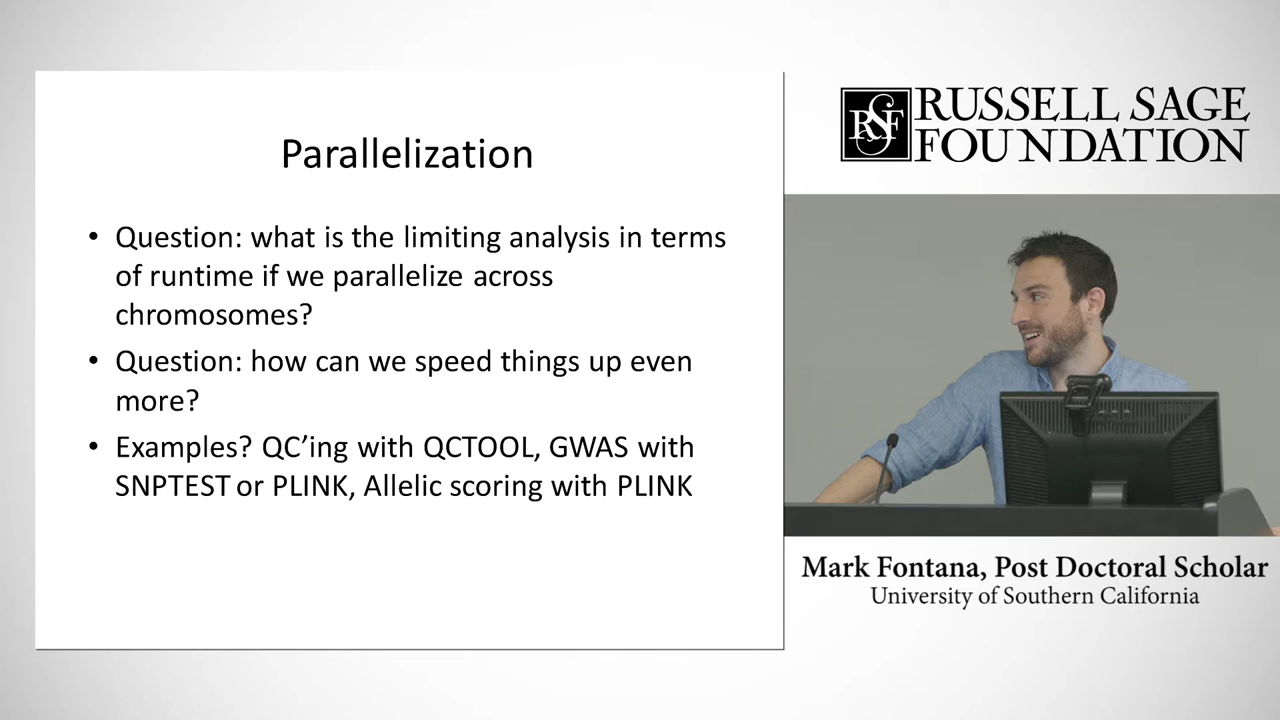 Parallelization
• Question: what is the limiting analysis in terms
of runtime if we parallelize across
chromosomes?
• Question: how can we speed things up even
more?
• Examples? QC’ing with QCTOOL, GWAS with
SNPTEST or PLINK, Allelic scoring with PLINK
RSF
RUSSELL SAGE
FOUNDATION
Mark Fontana, Post Doctoral Scholar
University of Southern California